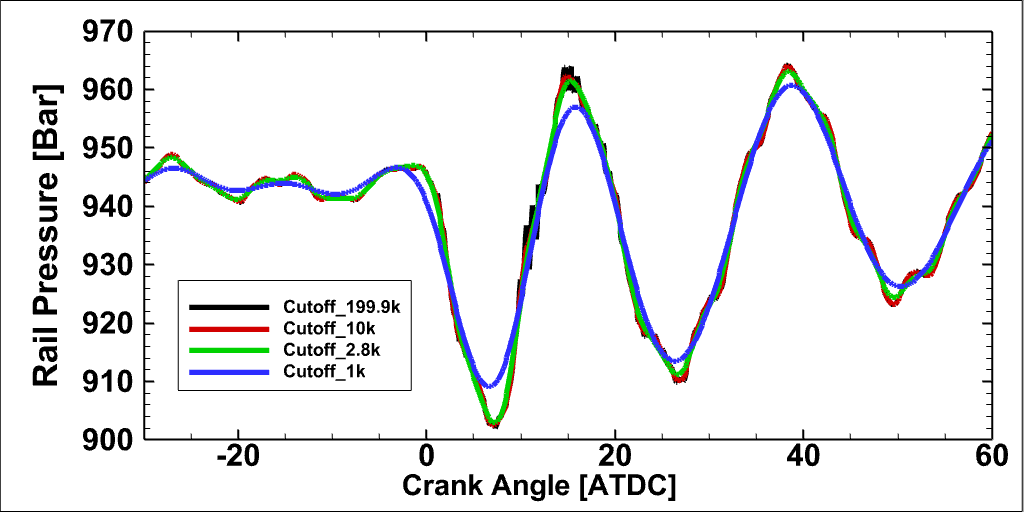 970
960
950
940
930
920
910
900
Rail Pressure [Bar]
Cutoff_199.9k
Cutoff_10k
Cutoff_2.8k
Cutoff_1k
-20 0 20 40 60
Crank Angle [ATDC]